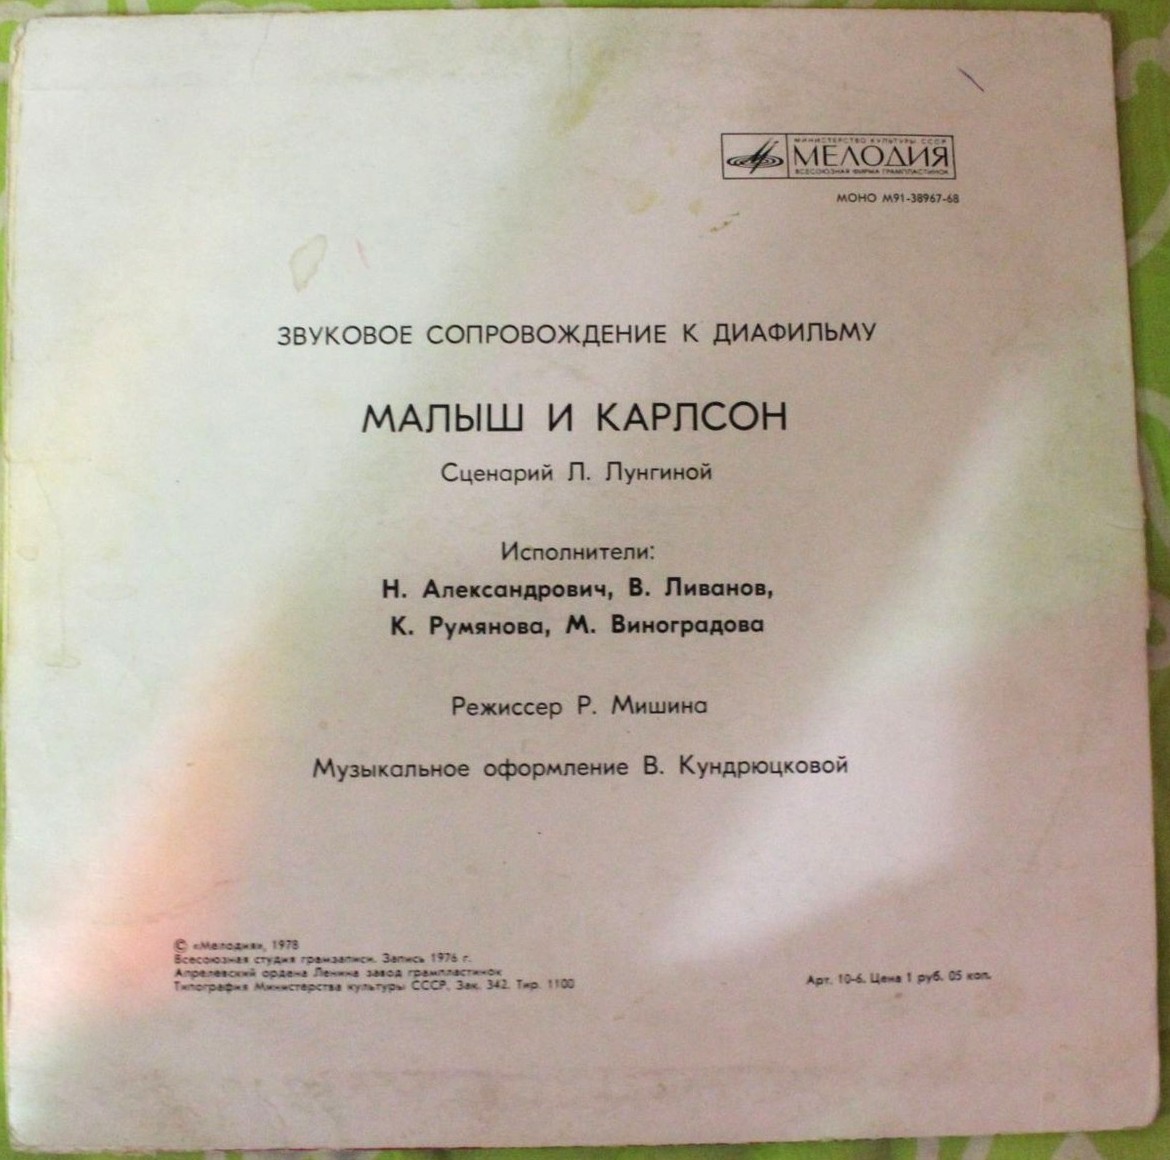 МИНИСТЕРСТВО КУЛЬТУРЫ СССР
МЕЛОДИЯ
ВСЕСОЮЗНАЯ ФИРМА ГРАМПЛАСТИНОК
МОНО М91-38967-68
ЗВУКОВОЕ СОПРОВОЖДЕНИЕ К ДИАФИЛЬМУ
МАЛЫШ И КАРЛСОН
Сценарий Л. Лунгиной
Исполнители:
Н. Александрович, В. Ливанов,
К. Румянова, М. Виноградова
Режиссер Р. Мишина
Музыкальное оформление В. Кундрюцковой
© «Мелодия», 1978
Всесоюзная студия грамзаписи. Запись 1976 г.
Апрелевский ордена Ленина завод грампластинок
Типография Министерства культуры СССР. Зак. 342. Тир. 1100
Арт. 10-6. Цена 1 руб. 05 коп.